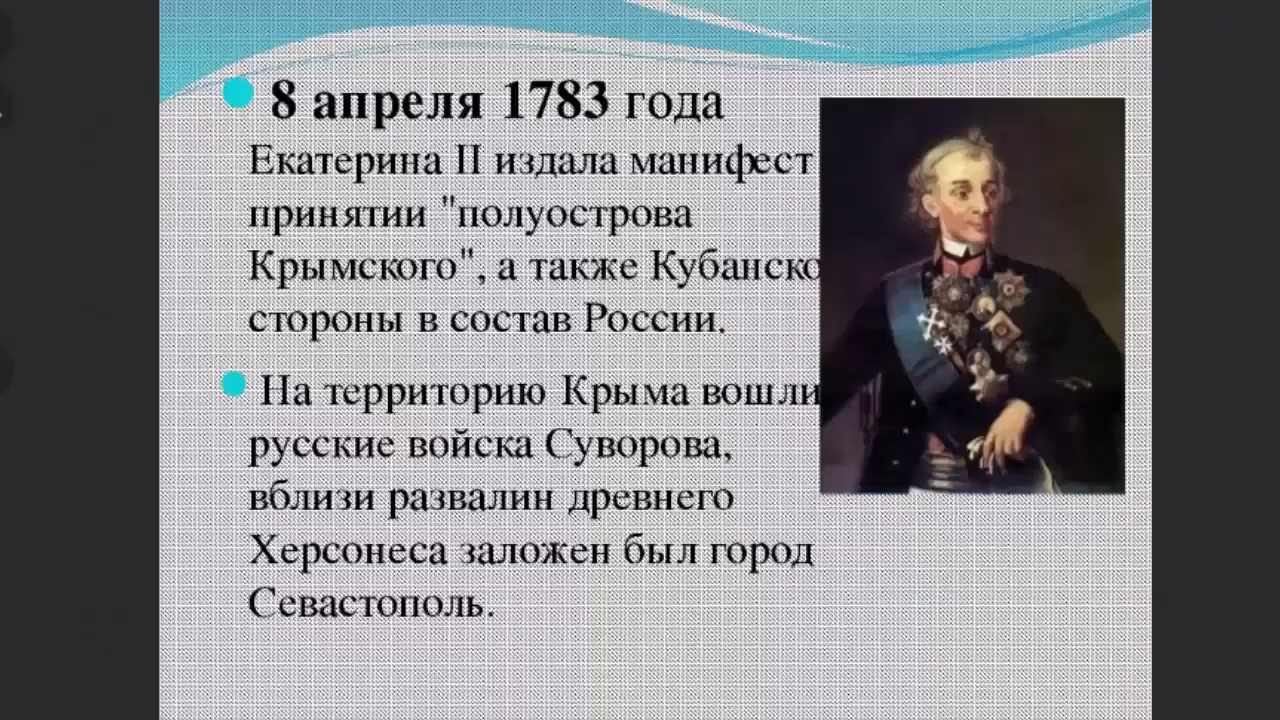 8 апреля 1783 года
Екатерина II издала манифест
принятии "полуострова
Крымского", а также Кубанско
стороны в состав России.
На территорию Крыма вошли
русские войска Суворова,
вблизи развалин древнего
Херсонеса заложен был город
Севастополь.